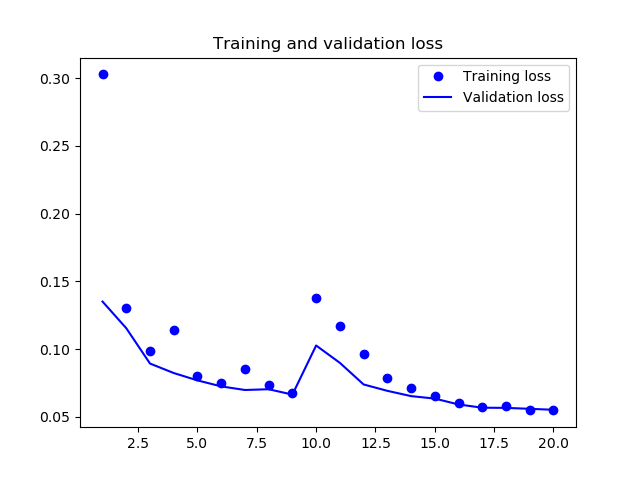 Training and validation loss
Training loss
Validation loss
0.30
0.25
0.20
0.15
0.10
0.05
2.5 5.0 7.5 10.0 12.5 15.0 17.5 20.0